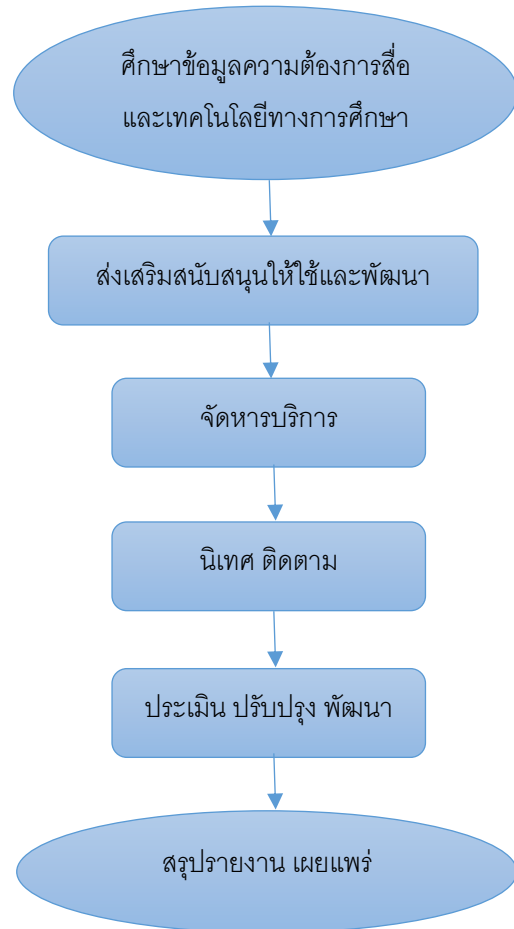 ศึกษาข้อมูลความต้องการสื่อ
และเทคโนโลยีทางการศึกษา
ส่งเสริมสนับสนุนให้ใช้และพัฒนา
จัดหารบริการ
นิเทศ ติดตาม
ประเมิน ปรับปรุง พัฒนา
สรุปรายงาน เผยแพร่